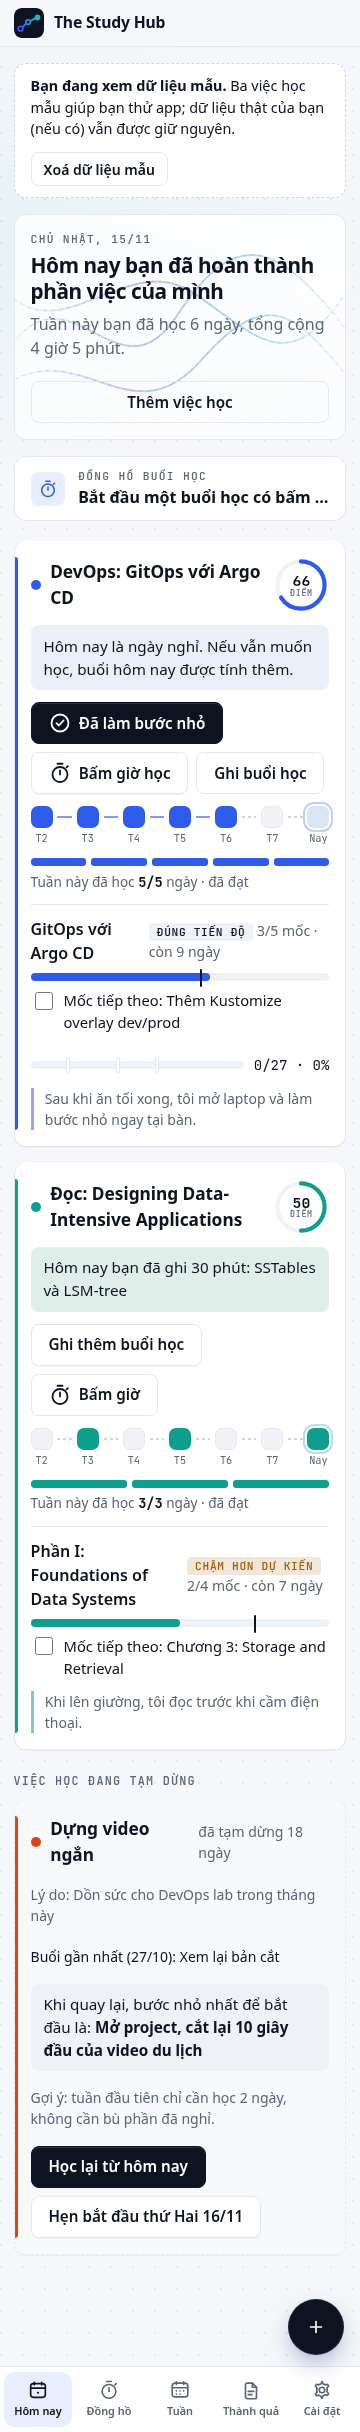 The Study Hub
Bạn đang xem dữ liệu mẫu. Ba việc học
mẫu giúp bạn thử app; dữ liệu thật của bạn
(nếu có) vẫn được giữ nguyên.
Xoá dữ liệu mẫu
CHỦ NHẬT, 15/11
Hôm nay bạn đã hoàn thành
phần việc của mình
Tuần này bạn đã học 6 ngày, tổng cộng
4 giờ 5 phút.
Thêm việc học
ĐỒNG HỒ BUỔI HỌC
Bắt đầu một buổi học có bấm ...
DevOps: GitOps với Argo
CD
66
ĐIỂM
Hôm nay là ngày nghỉ. Nếu vẫn muốn
học, buổi hôm nay được tính thêm.
Đã làm bước nhỏ
Bấm giờ học
Ghi buổi học
T2 T3 T4 T5 T6 T7 Nay
Tuần này đã học 5/5 ngày · đã đạt
GitOps với
Argo CD
ĐÚNG TIẾN ĐỘ 3/5 mốc ·
còn 9 ngày
Mốc tiếp theo: Thêm Kustomize
overlay dev/prod
0/27 · 0%
Sau khi ăn tối xong, tôi mở laptop và làm
bước nhỏ ngay tại bàn.
Đọc: Designing Data-
Intensive Applications
50
ĐIỂM
Hôm nay bạn đã ghi 30 phút: SSTables
và LSM-tree
Ghi thêm buổi học
Bấm giờ
T2 T3 T4 T5 T6 T7 Nay
Tuần này đã học 3/3 ngày · đã đạt
Phần I:
Foundations of
Data Systems
CHẬM HƠN DỰ KIẾN
2/4 mốc · còn 7 ngày
Mốc tiếp theo: Chương 3: Storage and
Retrieval
Khi lên giường, tôi đọc trước khi cầm điện
thoại.
VIỆC HỌC ĐANG TẠM DỪNG
Dựng video
ngắn
đã tạm dừng 18
ngày
Lý do: Dồn sức cho DevOps lab trong tháng
này
Buổi gần nhất (27/10): Xem lại bản cắt
Khi quay lại, bước nhỏ nhất để bắt
đầu là: Mở project, cắt lại 10 giây
đầu của video du lịch
Gợi ý: tuần đầu tiên chỉ cần học 2 ngày,
không cần bù phần đã nghỉ.
Học lại từ hôm nay
Hẹn bắt đầu thứ Hai 16/11
+
Hôm nay
Đồng hồ
Tuần
Thành quả
Cài đặt